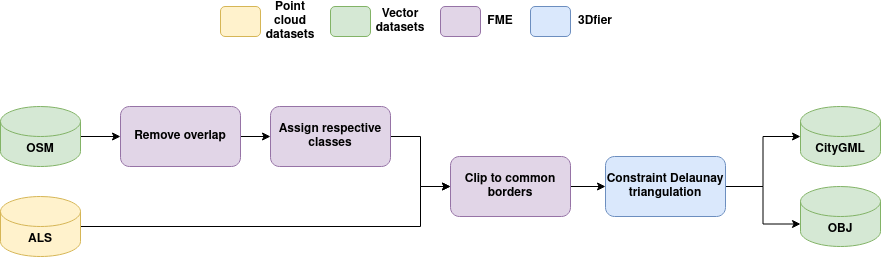 Point
cloud
datasets
Vector
datasets
FME
3Dfier
OSM
Remove overlap
Assign respective
classes
CityGML
Clip to common
borders
Constraint Delaunay
triangulation
ALS
OBJ